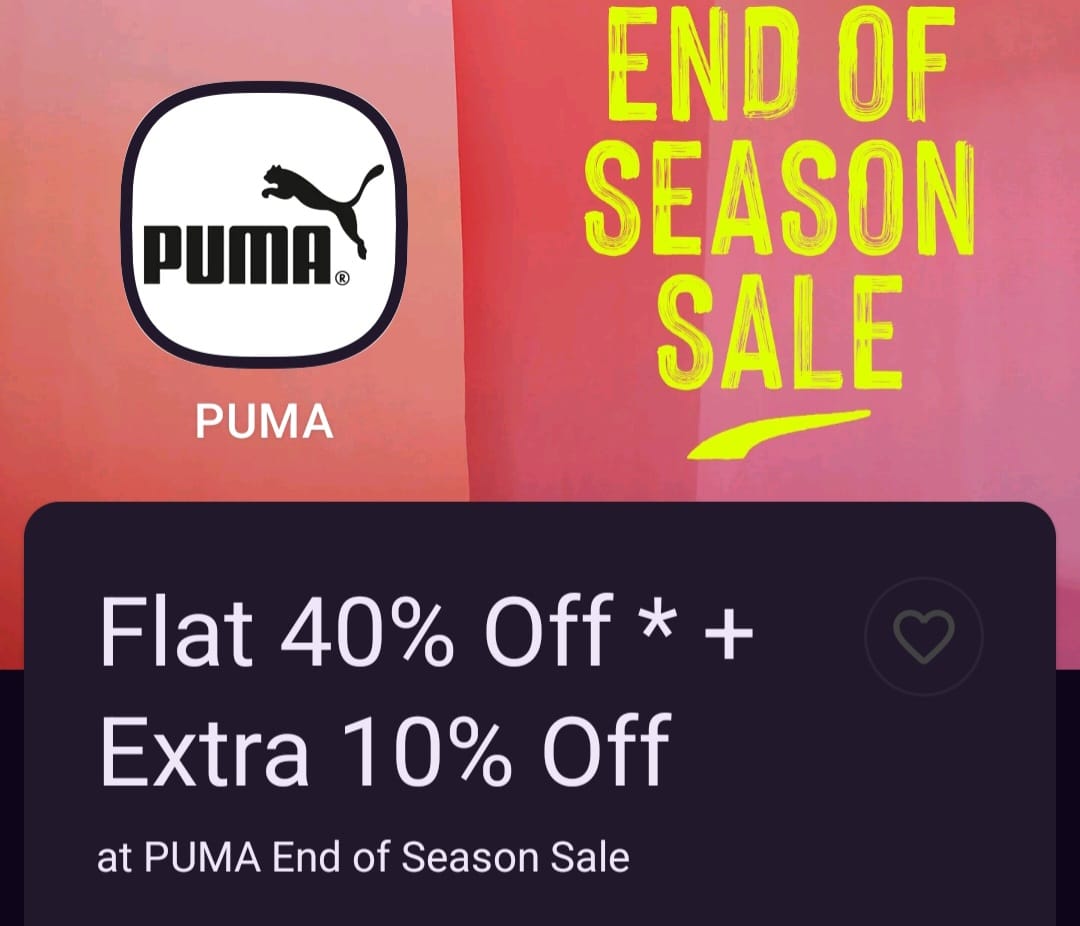 PUMA®
PUMA
END OF
SEASON
SALE
Flat 40% Off * +
Extra 10% Off
at PUMA End of Season Sale